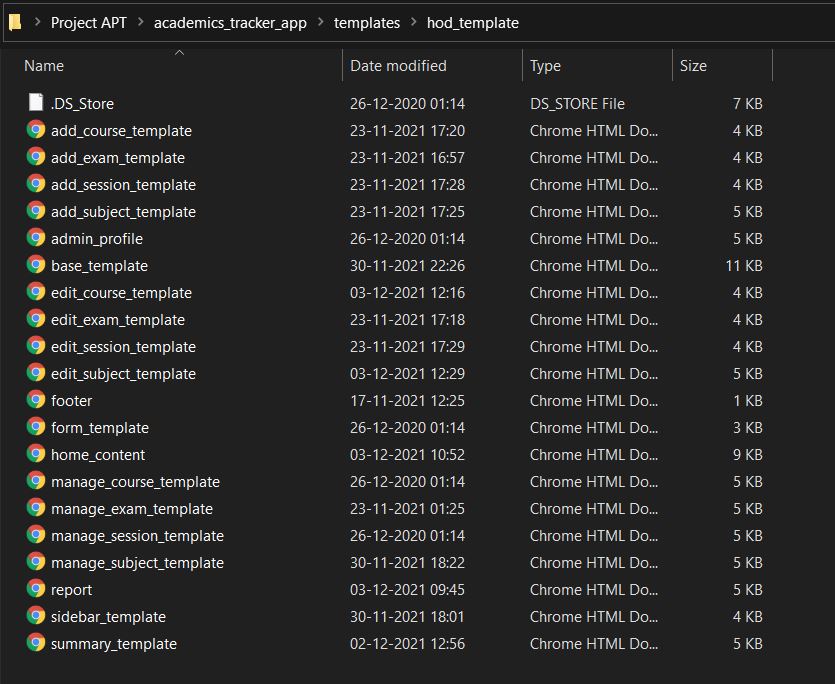 Project APT > academics_tracker_app > templates > hod_template
Name Date modified Type Size
.DS_Store 26-12-2020 01:14 DS_STORE File 7 KB
add_course_template 23-11-2021 17:20 Chrome HTML Do... 4 KB
add_exam_template 23-11-2021 16:57 Chrome HTML Do... 4 KB
add_session_template 23-11-2021 17:28 Chrome HTML Do... 4 KB
add_subject_template 23-11-2021 17:25 Chrome HTML Do... 5 KB
admin_profile 26-12-2020 01:14 Chrome HTML Do... 5 KB
base_template 30-11-2021 22:26 Chrome HTML Do... 11 KB
edit_course_template 03-12-2021 12:16 Chrome HTML Do... 4 KB
edit_exam_template 23-11-2021 17:18 Chrome HTML Do... 4 KB
edit_session_template 23-11-2021 17:29 Chrome HTML Do... 4 KB
edit_subject_template 03-12-2021 12:29 Chrome HTML Do... 5 KB
footer 17-11-2021 12:25 Chrome HTML Do... 1 KB
form_template 26-12-2020 01:14 Chrome HTML Do... 3 KB
home_content 03-12-2021 10:52 Chrome HTML Do... 9 KB
manage_course_template 26-12-2020 01:14 Chrome HTML Do... 5 KB
manage_exam_template 23-11-2021 01:25 Chrome HTML Do... 5 KB
manage_session_template 26-12-2020 01:14 Chrome HTML Do... 5 KB
manage_subject_template 30-11-2021 18:22 Chrome HTML Do... 5 KB
report 03-12-2021 09:45 Chrome HTML Do... 5 KB
sidebar_template 30-11-2021 18:01 Chrome HTML Do... 4 KB
summary_template 02-12-2021 12:56 Chrome HTML Do... 5 KB